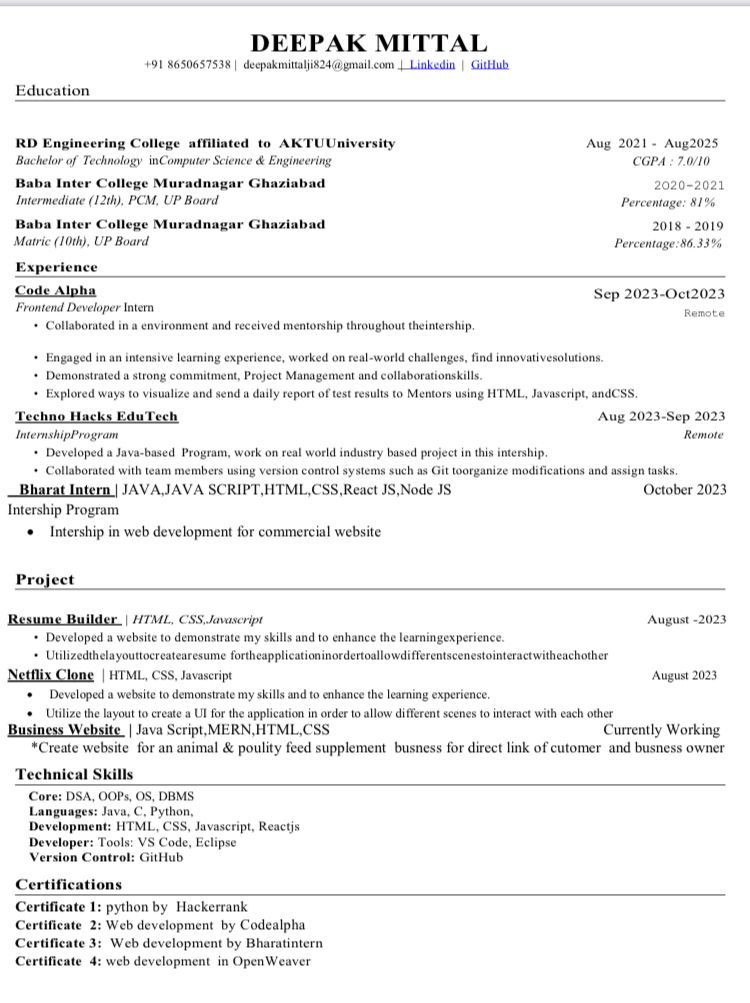 DEEPAK MITTAL
+91 8650657538 | deepakmittalji824@gmail.com | Linkedin | GitHub
Education
RD Engineering College affiliated to AKTUUniversity Aug 2021 - Aug2025
Bachelor of Technology inComputer Science & Engineering CGPA : 7.0/10
Baba Inter College Muradnagar Ghaziabad 2020-2021
Intermediate (12th), PCM, UP Board Percentage: 81%
Baba Inter College Muradnagar Ghaziabad 2018 - 2019
Matric (10th), UP Board Percentage:86.33%
Experience
Code Alpha Sep 2023-Oct2023
Frontend Developer Intern Remote
• Collaborated in a environment and received mentorship throughout theintership.
• Engaged in an intensive learning experience, worked on real-world challenges, find innovativesolutions.
• Demonstrated a strong commitment, Project Management and collaborationskills.
• Explored ways to visualize and send a daily report of test results to Mentors using HTML, Javascript, andCSS.
Techno Hacks EduTech Aug 2023-Sep 2023
InternshipProgram Remote
• Developed a Java-based Program, work on real world industry based project in this intership.
• Collaborated with team members using version control systems such as Git toorganize modifications and assign tasks.
Bharat Intern | JAVA,JAVA SCRIPT,HTML,CSS,React JS,Node JS October 2023
Intership Program
• Intership in web development for commercial website
Project
Resume Builder | HTML, CSS,Javascript August -2023
• Developed a website to demonstrate my skills and to enhance the learningexperience.
• Utilizedthelayouttocreatearesume fortheapplicationinordertoallowdifferentscenestointeractwitheachother
Netflix Clone | HTML, CSS, Javascript August 2023
• Developed a website to demonstrate my skills and to enhance the learning experience.
• Utilize the layout to create a UI for the application in order to allow different scenes to interact with each other
Business Website | Java Script,MERN,HTML,CSS Currently Working
*Create website for an animal & poulity feed supplement busness for direct link of cutomer and busness owner
Technical Skills
Core: DSA, OOPs, OS, DBMS
Languages: Java, C, Python,
Development: HTML, CSS, Javascript, Reactjs
Developer: Tools: VS Code, Eclipse
Version Control: GitHub
Certifications
Certificate 1: python by Hackerrank
Certificate 2: Web development by Codealpha
Certificate 3: Web development by Bharatintern
Certificate 4: web development in OpenWeaver